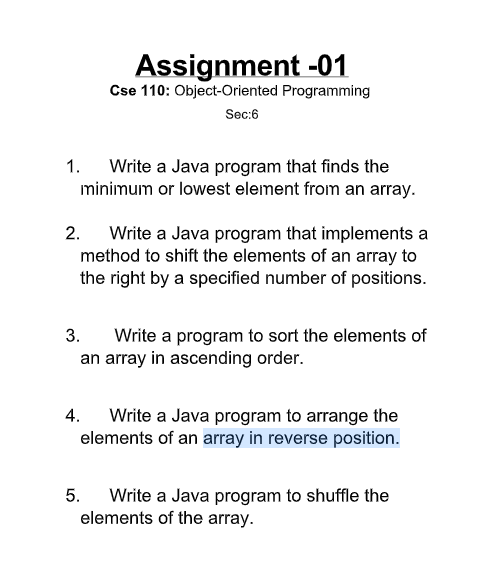 Assignment -01
Cse 110: Object-Oriented Programming
Sec:6
1. Write a Java program that finds the
minimum or lowest element from an array.
2. Write a Java program that implements a
method to shift the elements of an array to
the right by a specified number of positions.
3. Write a program to sort the elements of
an array in ascending order.
4. Write a Java program to arrange the
elements of an array in reverse position.
5. Write a Java program to shuffle the
elements of the array.